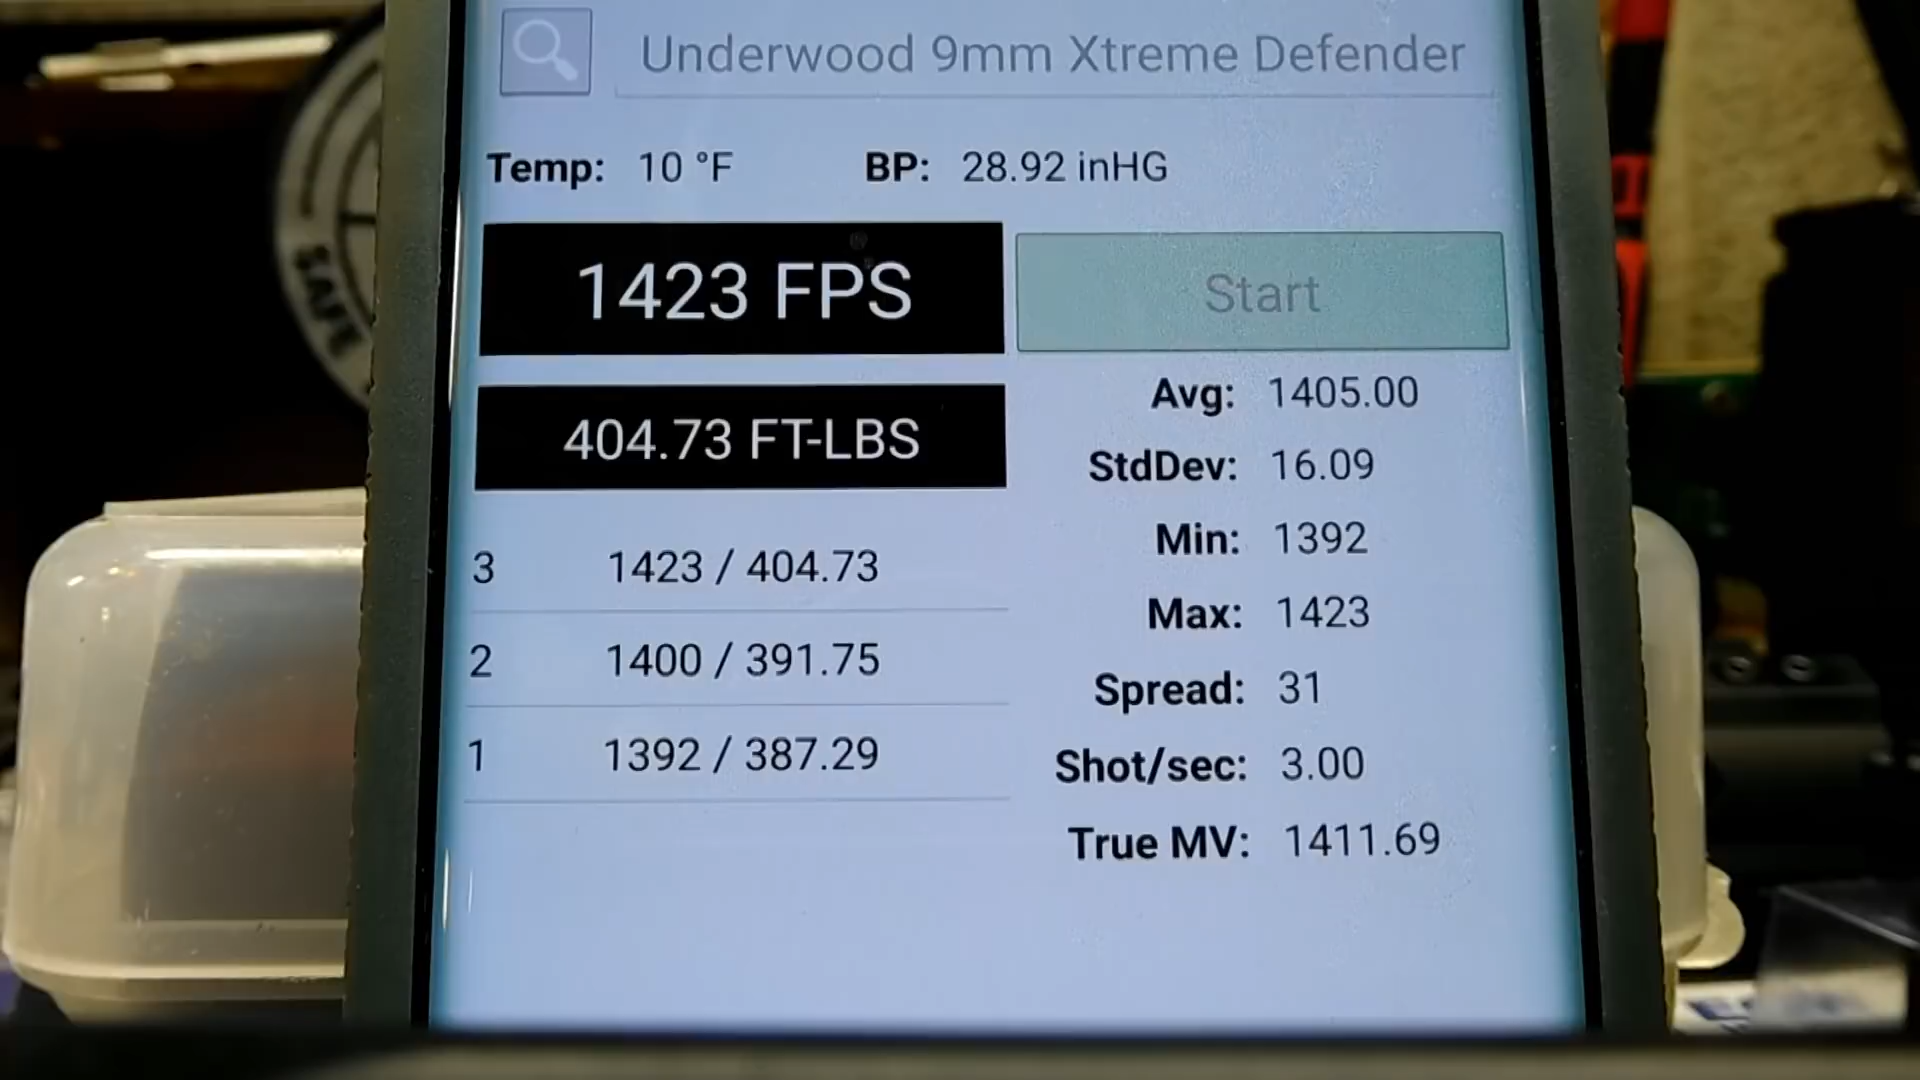 Underwood 9mm Xtreme Defender
Temp: 10 °F BP: 28.92 inHG
1423 FPS Start
404.73 FT-LBS
Avg: 1405.00
StdDev: 16.09
Min: 1392
Max: 1423
Spread: 31
Shot/sec: 3.00
True MV: 1411.69
3 1423 / 404.73
2 1400 / 391.75
1 1392 / 387.29
SAFE